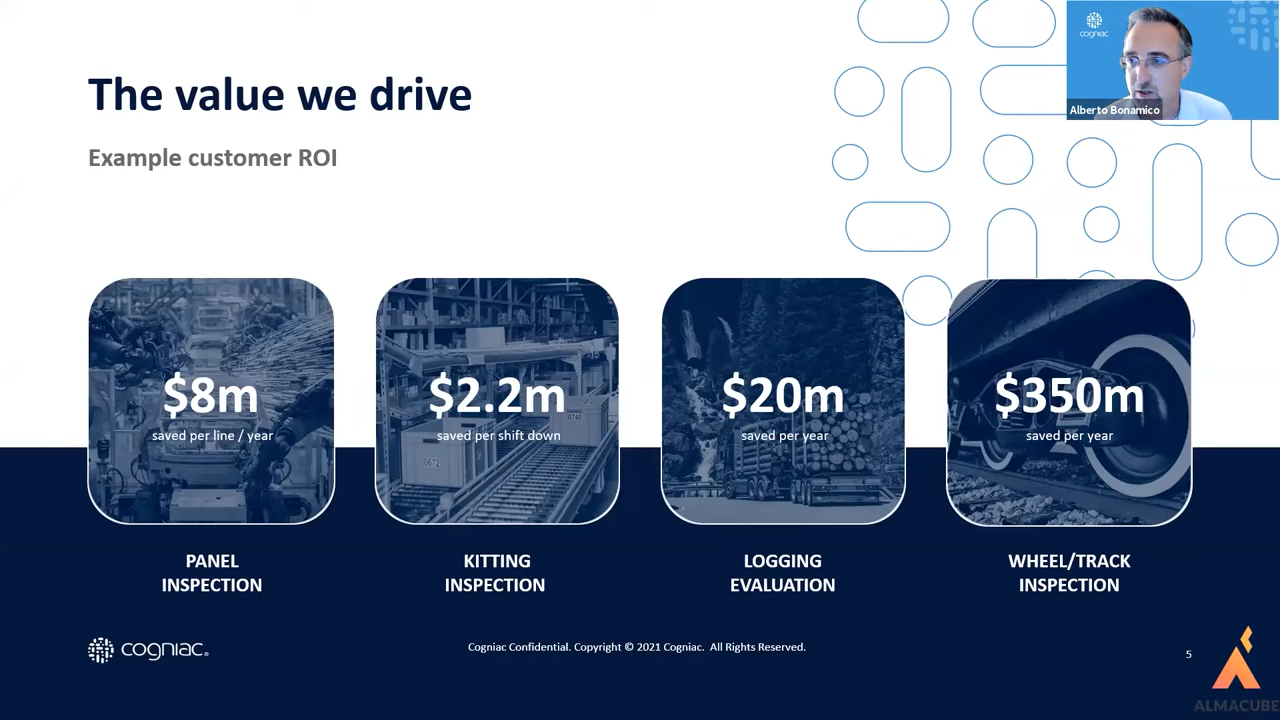 The value we drive
Example customer ROI
cogniac
Alberto Bonamico
$8m
saved per line / year
$2.2m
saved per shift down
0740
0672
$20m
saved per year
$350m
saved per year
PANEL
INSPECTION
KITTING
INSPECTION
LOGGING
EVALUATION
WHEEL/TRACK
INSPECTION
cogniac®
Cogniac Confidential. Copyright © 2021 Cogniac. All Rights Reserved.
5
ALMACUBE